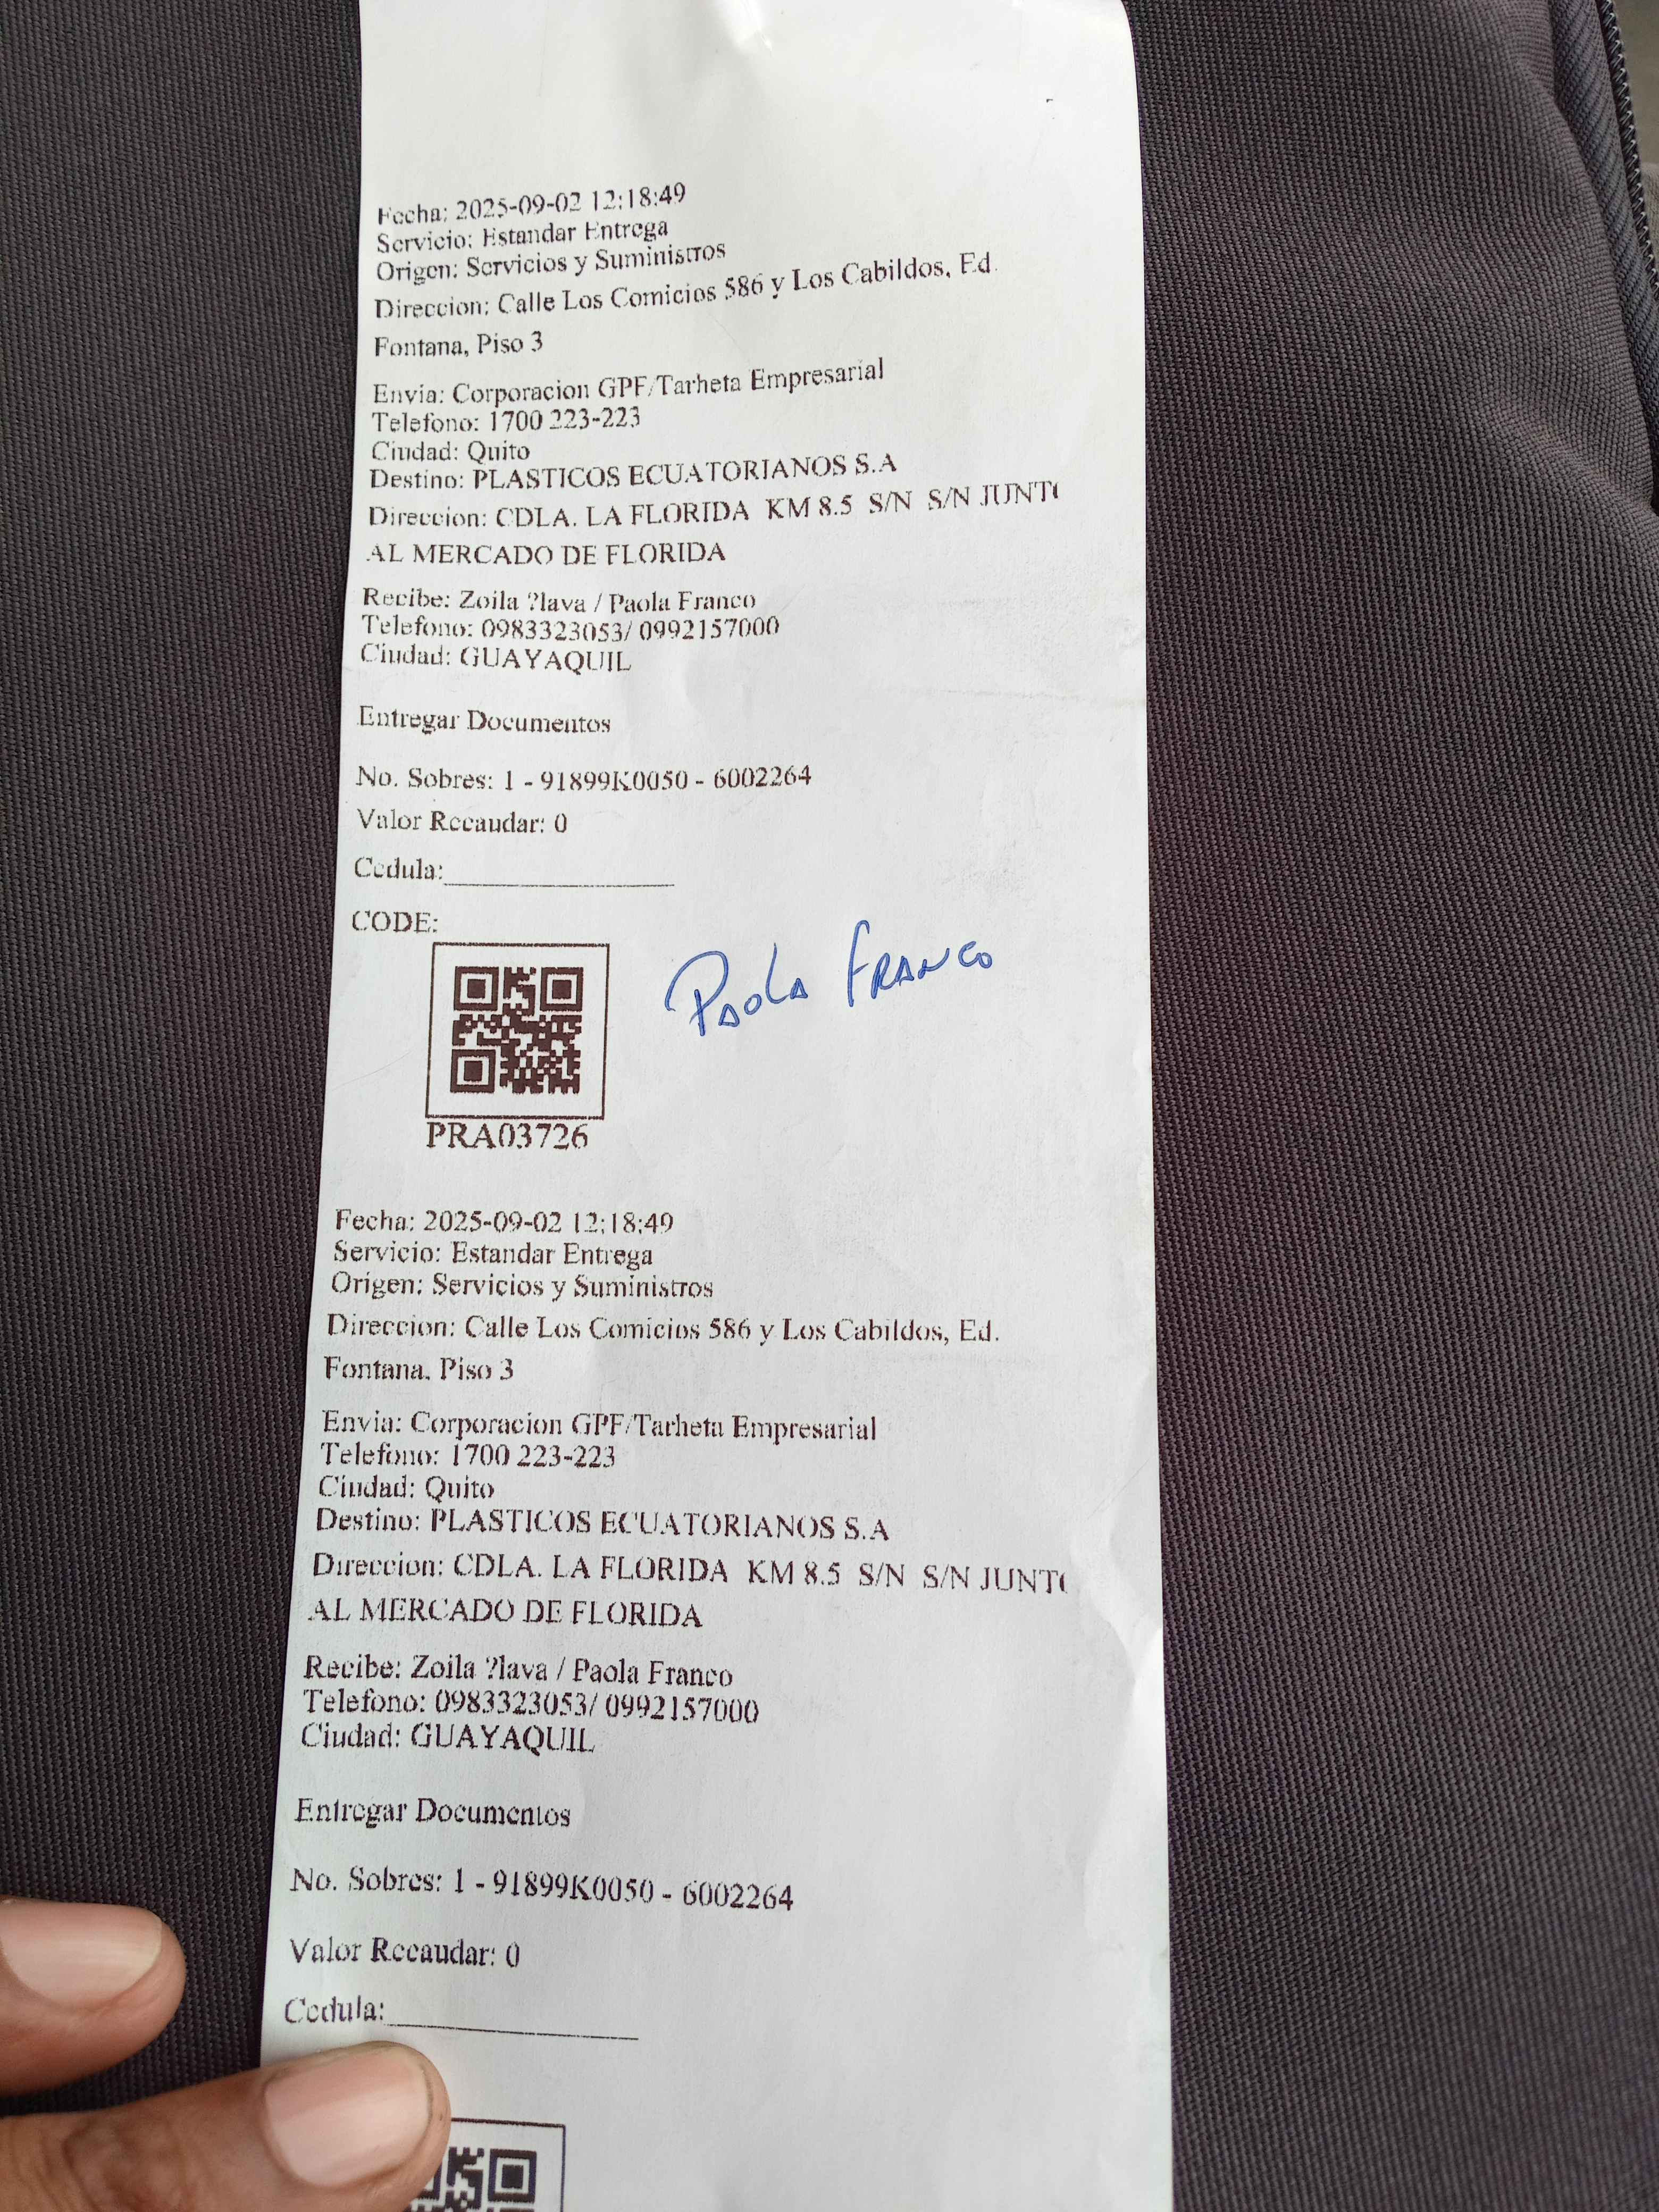 Fecha: 2025-09-02 12:18:49
Servicio: Estandar Entrega
Origen: Servicios y Suministros
Direccion: Calle Los Comicios 586 y Los Cabildos, Ed.
Fontana, Piso 3
Envia: Corporacion GPF/Tarheta Empresarial
Telefono: 1700 223-223
Ciudad: Quito
Destino: PLASTICOS ECUATORIANOS S.A
Direccion: CDLA. LA FLORIDA KM 8.5 S/N S/N JUNT
AL MERCADO DE FLORIDA
Recibe: Zoila ?lava / Paola Franco
Telefono: 0983323053/ 0992157000
Ciudad: GUAYAQUIL
Entregar Documentos
No. Sobres: 1 - 91899K0050 - 6002264
Valor Recaudar: 0
Cedula:
CODE:
Paola Franco
PRA03726
Fecha: 2025-09-02 12:18:49
Servicio: Estandar Entrega
Origen: Servicios y Suministros
Direccion: Calle Los Comicios 586 y Los Cabildos, Ed.
Fontana, Piso 3
Envia: Corporacion GPF/Tarheta Empresarial
Telefono: 1700 223-223
Ciudad: Quito
Destino: PLASTICOS ECUATORIANOS S.A
Direccion: CDLA. LA FLORIDA KM 8.5 S/N S/N JUNT
AL MERCADO DE FLORIDA
Recibe: Zoila ?lava / Paola Franco
Telefono: 0983323053/ 0992157000
Ciudad: GUAYAQUIL
Entregar Documentos
No. Sobres: 1 - 91899K0050 - 6002264
Valor Recaudar: 0
Cedula: